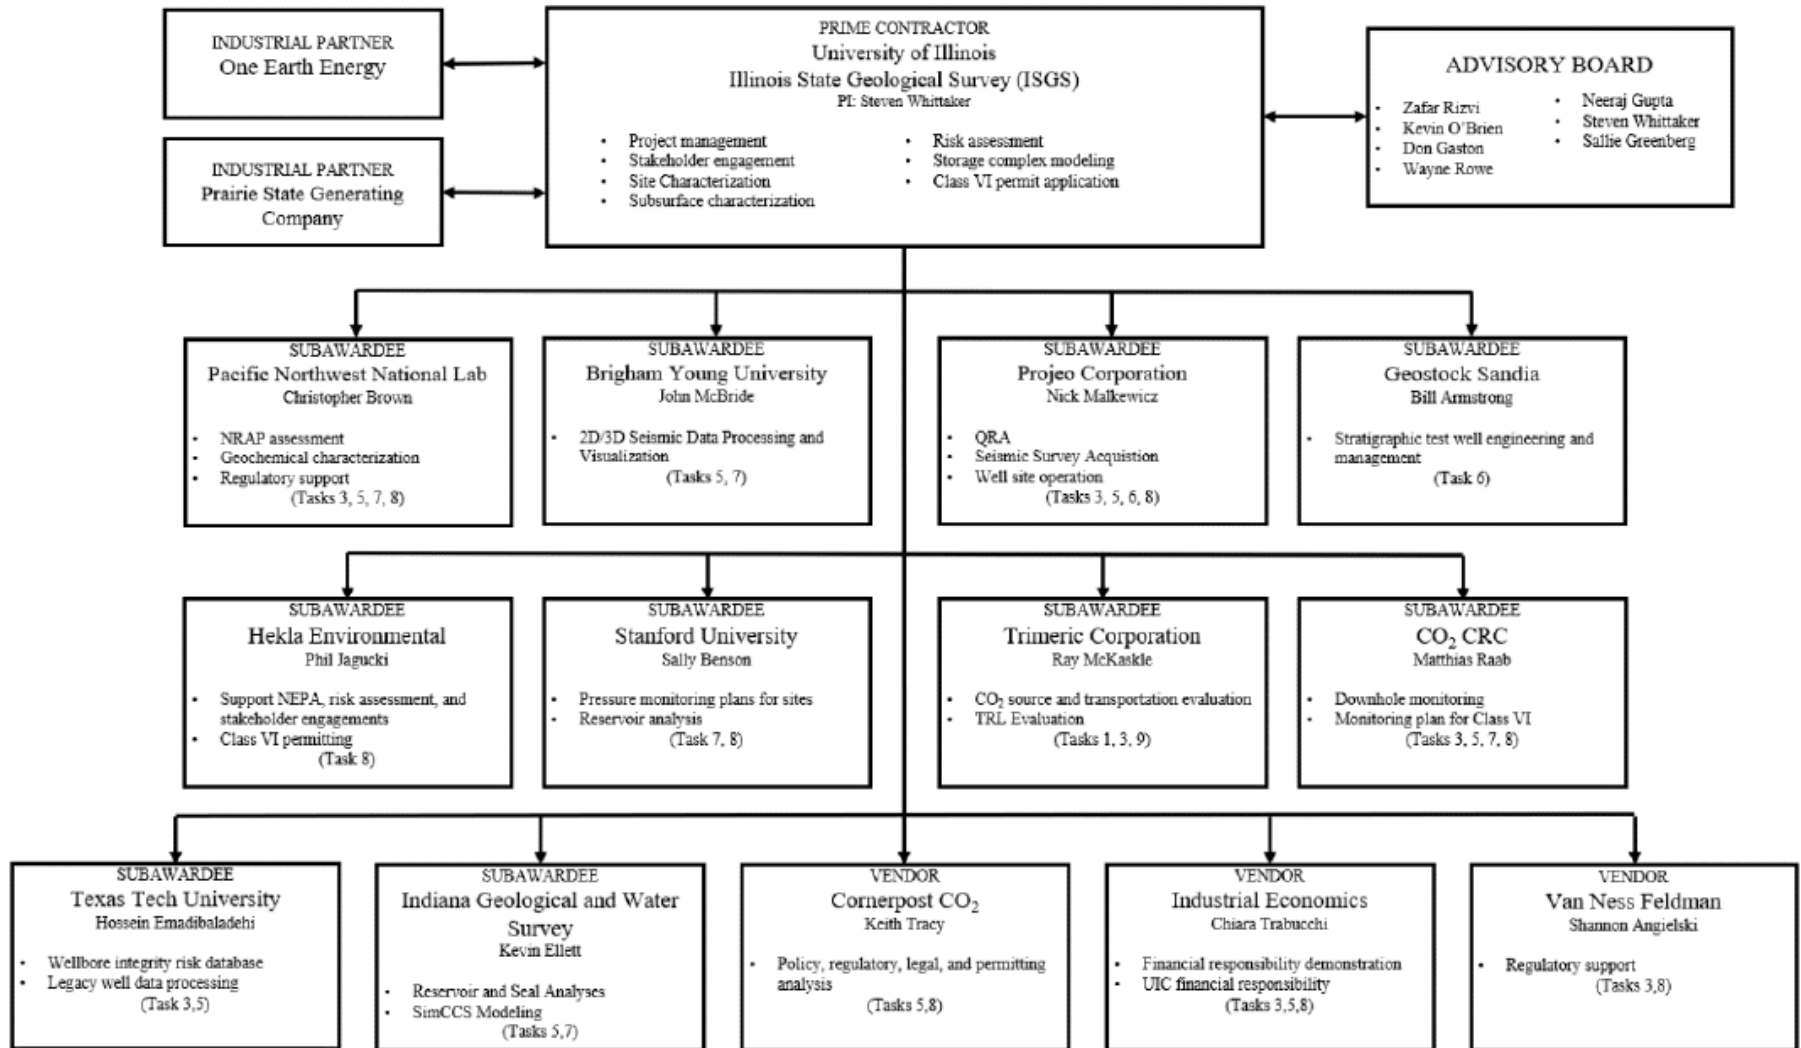 INDUSTRIAL PARTNER
One Earth Energy
INDUSTRIAL PARTNER
Prairie State Generating
Company
PRIME CONTRACTOR
University of Illinois
Illinois State Geological Survey (ISGS)
PI: Steven Whittaker
• Project management
• Stakeholder engagement
• Site Characterization
• Subsurface characterization
• Risk assessment
• Storage complex modeling
• Class VI permit application
ADVISORY BOARD
• Zafar Rizvi
• Kevin O'Brien
• Don Gaston
• Wayne Rowe
• Neeraj Gupta
• Steven Whittaker
• Sallie Greenberg
SUBAWARDEE
Pacific Northwest National Lab
Christopher Brown
• NRAP assessment
• Geochemical characterization
• Regulatory support
(Tasks 3, 5, 7, 8)
SUBAWARDEE
Brigham Young University
John McBride
• 2D/3D Seismic Data Processing and
Visualization
(Tasks 5, 7)
SUBAWARDEE
Projeo Corporation
Nick Malkewicz
• QRA
• Seismic Survey Acquistion
• Well site operation
(Tasks 3, 5, 6, 8)
SUBAWARDEE
Geostock Sandia
Bill Armstrong
• Stratigraphic test well engineering and
management
(Task 6)
SUBAWARDEE
Hekla Environmental
Phil Jagucki
• Support NEPA, risk assessment, and
stakeholder engagements
• Class VI permitting
(Task 8)
SUBAWARDEE
Stanford University
Sally Benson
• Pressure monitoring plans for sites
• Reservoir analysis
(Task 7, 8)
SUBAWARDEE
Trimeric Corporation
Ray McKaskle
• CO₂ source and transportation evaluation
• TRL Evaluation
(Tasks 1, 3, 9)
SUBAWARDEE
CO₂ CRC
Matthias Raab
• Downhole monitoring
• Monitoring plan for Class VI
(Tasks 3, 5, 7, 8)
SUBAWARDEE
Texas Tech University
Hossein Emadibaladehi
• Wellbore integrity risk database
• Legacy well data processing
(Task 3,5)
SUBAWARDEE
Indiana Geological and Water
Survey
Kevin Ellett
• Reservoir and Seal Analyses
• SimCCS Modeling
(Tasks 5,7)
VENDOR
Cornerpost CO₂
Keith Tracy
• Policy, regulatory, legal, and permitting
analysis
(Tasks 5,8)
VENDOR
Industrial Economics
Chiara Trabucchi
• Financial responsibility demonstration
• UIC financial responsibility
(Tasks 3,5,8)
VENDOR
Van Ness Feldman
Shannon Angielski
• Regulatory support
(Tasks 3,8)